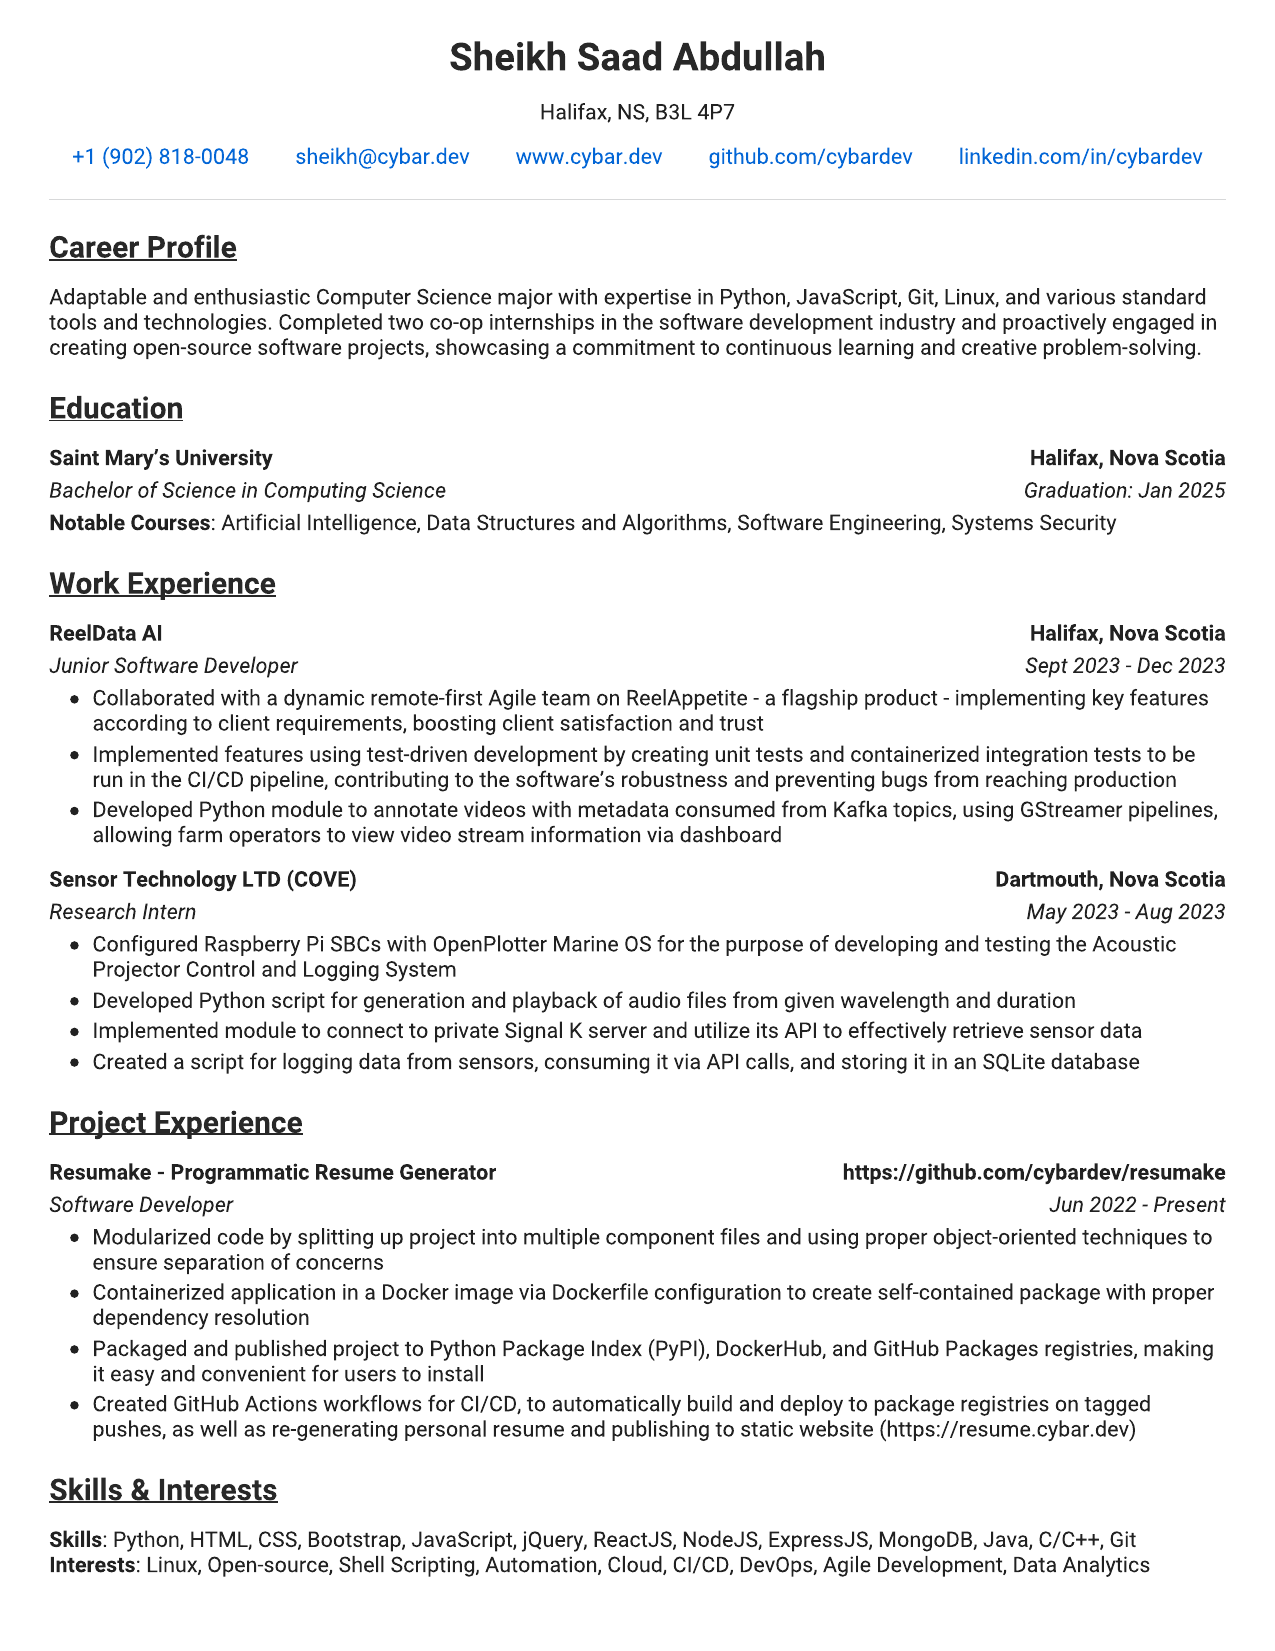 Sheikh Saad Abdullah
Halifax, NS, B3L 4P7
+1 (902) 818-0048 sheikh@cybar.dev www.cybar.dev github.com/cybardev linkedin.com/in/cybardev
Career Profile
Adaptable and enthusiastic Computer Science major with expertise in Python, JavaScript, Git, Linux, and various standard
tools and technologies. Completed two co-op internships in the software development industry and proactively engaged in
creating open-source software projects, showcasing a commitment to continuous learning and creative problem-solving.
Education
Saint Mary’s University Halifax, Nova Scotia
Bachelor of Science in Computing Science Graduation: Jan 2025
Notable Courses: Artificial Intelligence, Data Structures and Algorithms, Software Engineering, Systems Security
Work Experience
ReelData AI Halifax, Nova Scotia
Junior Software Developer Sept 2023 - Dec 2023
• Collaborated with a dynamic remote-first Agile team on ReelAppetite - a flagship product - implementing key features
according to client requirements, boosting client satisfaction and trust
• Implemented features using test-driven development by creating unit tests and containerized integration tests to be
run in the CI/CD pipeline, contributing to the software’s robustness and preventing bugs from reaching production
• Developed Python module to annotate videos with metadata consumed from Kafka topics, using GStreamer pipelines,
allowing farm operators to view video stream information via dashboard
Sensor Technology LTD (COVE) Dartmouth, Nova Scotia
Research Intern May 2023 - Aug 2023
• Configured Raspberry Pi SBCs with OpenPlotter Marine OS for the purpose of developing and testing the Acoustic
Projector Control and Logging System
• Developed Python script for generation and playback of audio files from given wavelength and duration
• Implemented module to connect to private Signal K server and utilize its API to effectively retrieve sensor data
• Created a script for logging data from sensors, consuming it via API calls, and storing it in an SQLite database
Project Experience
Resumake - Programmatic Resume Generator https://github.com/cybardev/resumake
Software Developer Jun 2022 - Present
• Modularized code by splitting up project into multiple component files and using proper object-oriented techniques to
ensure separation of concerns
• Containerized application in a Docker image via Dockerfile configuration to create self-contained package with proper
dependency resolution
• Packaged and published project to Python Package Index (PyPI), DockerHub, and GitHub Packages registries, making
it easy and convenient for users to install
• Created GitHub Actions workflows for CI/CD, to automatically build and deploy to package registries on tagged
pushes, as well as re-generating personal resume and publishing to static website (https://resume.cybar.dev)
Skills & Interests
Skills: Python, HTML, CSS, Bootstrap, JavaScript, jQuery, ReactJS, NodeJS, ExpressJS, MongoDB, Java, C/C++, Git
Interests: Linux, Open-source, Shell Scripting, Automation, Cloud, CI/CD, DevOps, Agile Development, Data Analytics